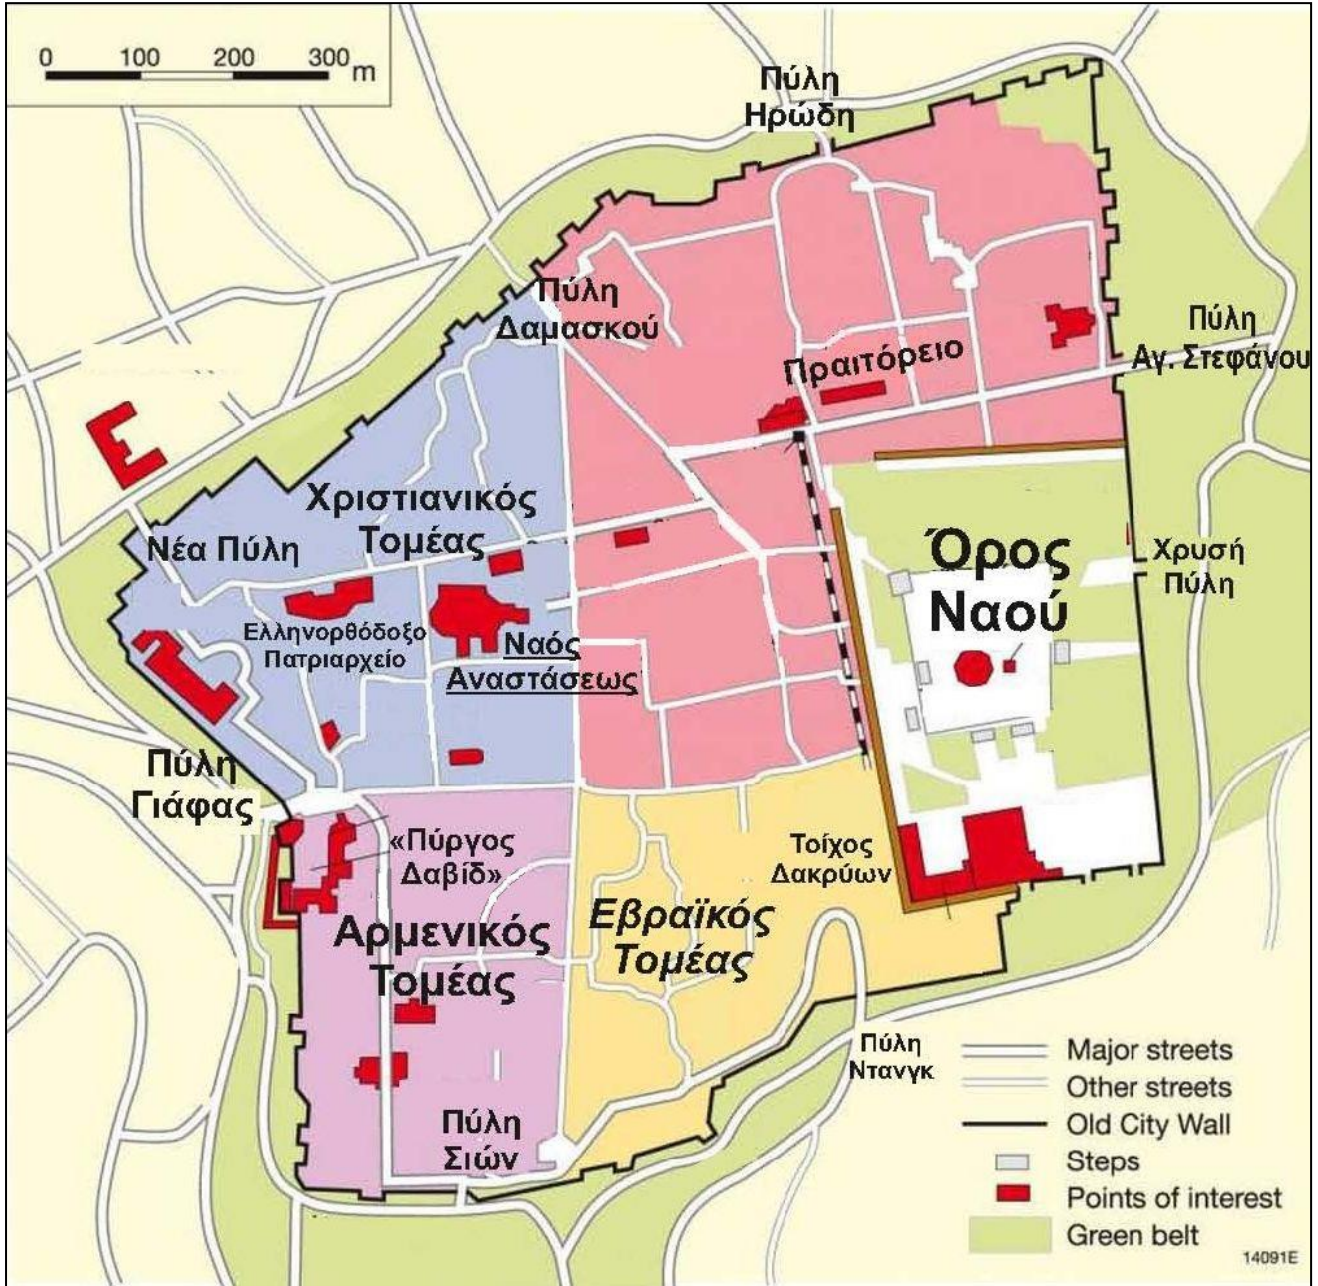 0 100 200 300 m
Πύλη
Ηρώδη
Πύλη
Δαμασκού
Πραιτόρειο
Πύλη
Αγ. Στεφάνου
Χριστιανικός
Τομέας
Νέα Πύλη
Όρος
Ναού
Χρυσή
Πύλη
Ελληνορθόδοξο
Πατριαρχείο
Ναός
Αναστάσεως
Πύλη
Γιάφας
«Πύργος
Δαβίδ»
Τοίχος
Δακρύων
Αρμενικός
Τομέας
Εβραϊκός
Τομέας
Πύλη
Ντανγκ
Πύλη
Σιών
Major streets
Other streets
Old City Wall
Steps
Points of interest
Green belt
14091E